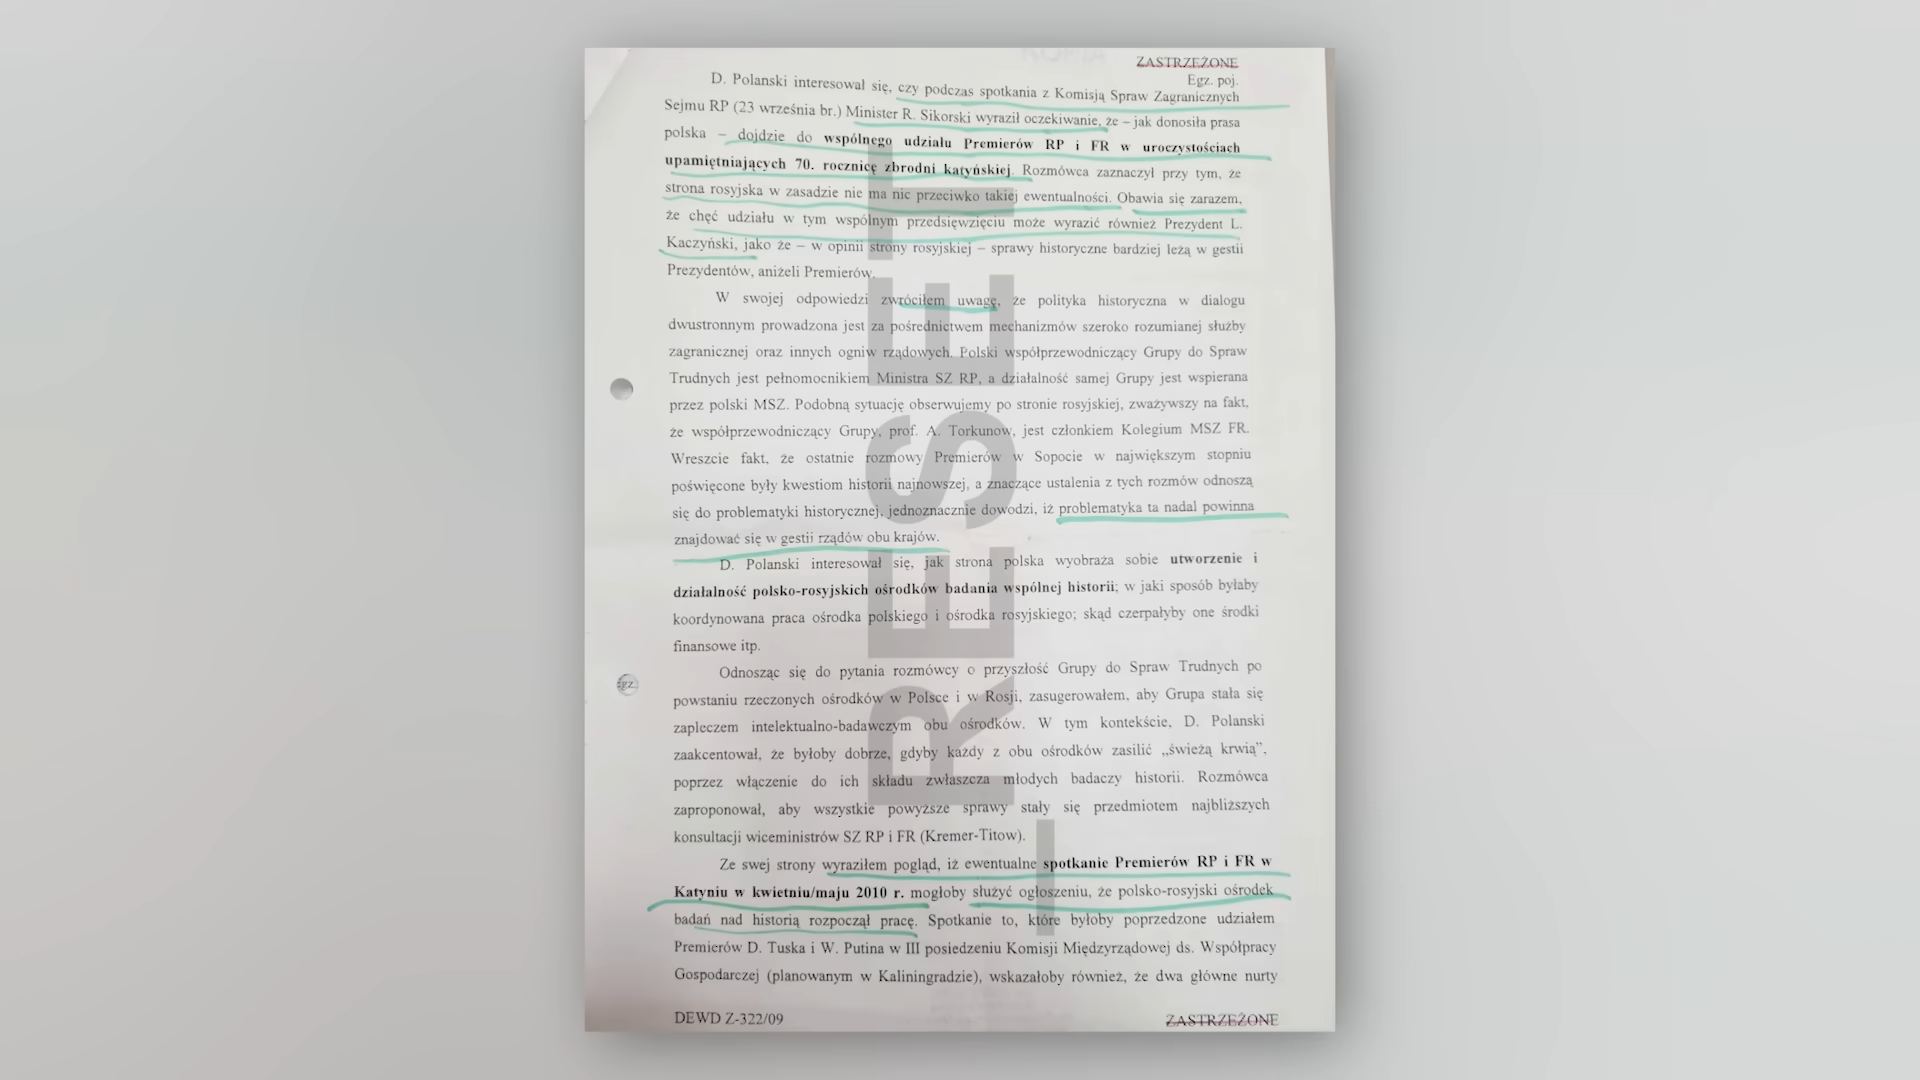 ZASTRZEŻONE
Egz. poj.
D. Polanski interesował się, czy podczas spotkania z Komisją Spraw Zagranicznych
Sejmu RP (23 września br.) Minister R. Sikorski wyraził oczekiwanie, że – jak donosiła prasa
polska – dojdzie do wspólnego udziału Premierów RP i FR w uroczystościach
upamiętniających 70. rocznicę zbrodni katyńskiej. Rozmówca zaznaczył przy tym, że
strona rosyjska w zasadzie nie ma nic przeciwko takiej ewentualności. Obawia się zarazem,
że chęć udziału w tym wspólnym przedsięwzięciu może wyrazić również Prezydent L.
Kaczyński, jako że – w opinii strony rosyjskiej – sprawy historyczne bardziej leżą w gestii
Prezydentów, aniżeli Premierów.
W swojej odpowiedzi zwróciłem uwagę, że polityka historyczna w dialogu
dwustronnym prowadzona jest za pośrednictwem mechanizmów szeroko rozumianej służby
zagranicznej oraz innych ogniw rządowych. Polski współprzewodniczący Grupy do Spraw
Trudnych jest pełnomocnikiem Ministra SZ RP, a działalność samej Grupy jest wspierana
przez polski MSZ. Podobną sytuację obserwujemy po stronie rosyjskiej, zważywszy na fakt,
że współprzewodniczący Grupy, prof. A. Torkunow, jest członkiem Kolegium MSZ FR.
Wreszcie fakt, że ostatnie rozmowy Premierów w Sopocie w największym stopniu
poświęcone były kwestiom historii najnowszej, a znaczące ustalenia z tych rozmów odnoszą
się do problematyki historycznej, jednoznacznie dowodzi, iż problematyka ta nadal powinna
znajdować się w gestii rządów obu krajów.
D. Polanski interesował się, jak strona polska wyobraża sobie utworzenie i
działalność polsko-rosyjskich ośrodków badania wspólnej historii; w jaki sposób byłaby
koordynowana praca ośrodka polskiego i ośrodka rosyjskiego; skąd czerpałyby one środki
finansowe itp.
Odnosząc się do pytania rozmówcy o przyszłość Grupy do Spraw Trudnych po
powstaniu rzeczonych ośrodków w Polsce i w Rosji, zasugerowałem, aby Grupa stała się
zapleczem intelektualno-badawczym obu ośrodków. W tym kontekście, D. Polanski
zaakcentował, że byłoby dobrze, gdyby każdy z obu ośrodków zasilić „świeżą krwią”,
poprzez włączenie do ich składu zwłaszcza młodych badaczy historii. Rozmówca
zaproponował, aby wszystkie powyższe sprawy stały się przedmiotem najbliższych
konsultacji wiceministrów SZ RP i FR (Kremer-Titow).
Ze swej strony wyraziłem pogląd, iż ewentualne spotkanie Premierów RP i FR w
Katyniu w kwietniu/maju 2010 r. mogłoby służyć ogłoszeniu, że polsko-rosyjski ośrodek
badań nad historią rozpoczął pracę. Spotkanie to, które byłoby poprzedzone udziałem
Premierów D. Tuska i W. Putina w III posiedzeniu Komisji Międzyrządowej ds. Współpracy
Gospodarczej (planowanym w Kaliningradzie), wskazałoby również, że dwa główne nurty
DEWD Z-322/09
ZASTRZEŻONE
RESET